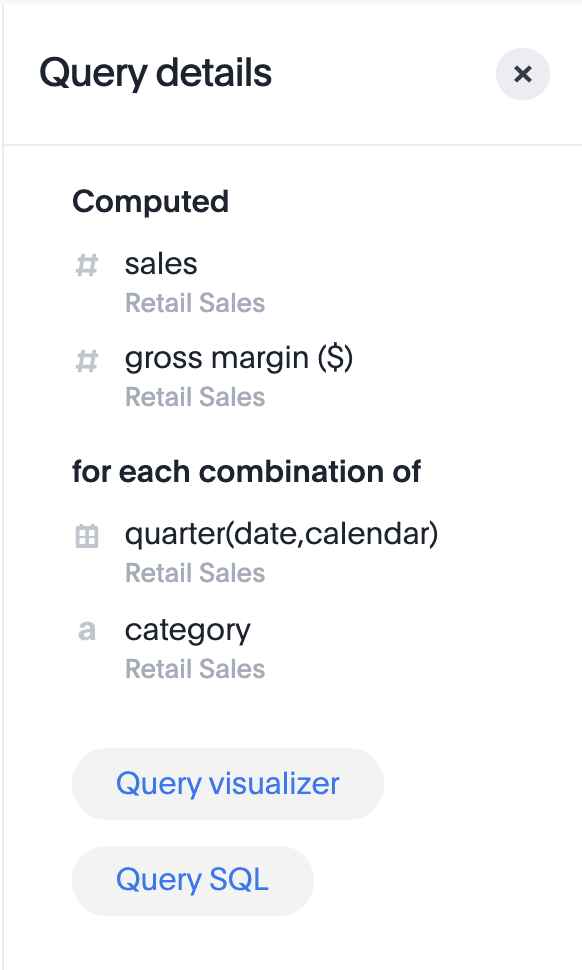 Query details
Computed
# sales
Retail Sales
# gross margin ($)
Retail Sales
for each combination of
quarter(date,calendar)
Retail Sales
a category
Retail Sales
Query visualizer
Query SQL